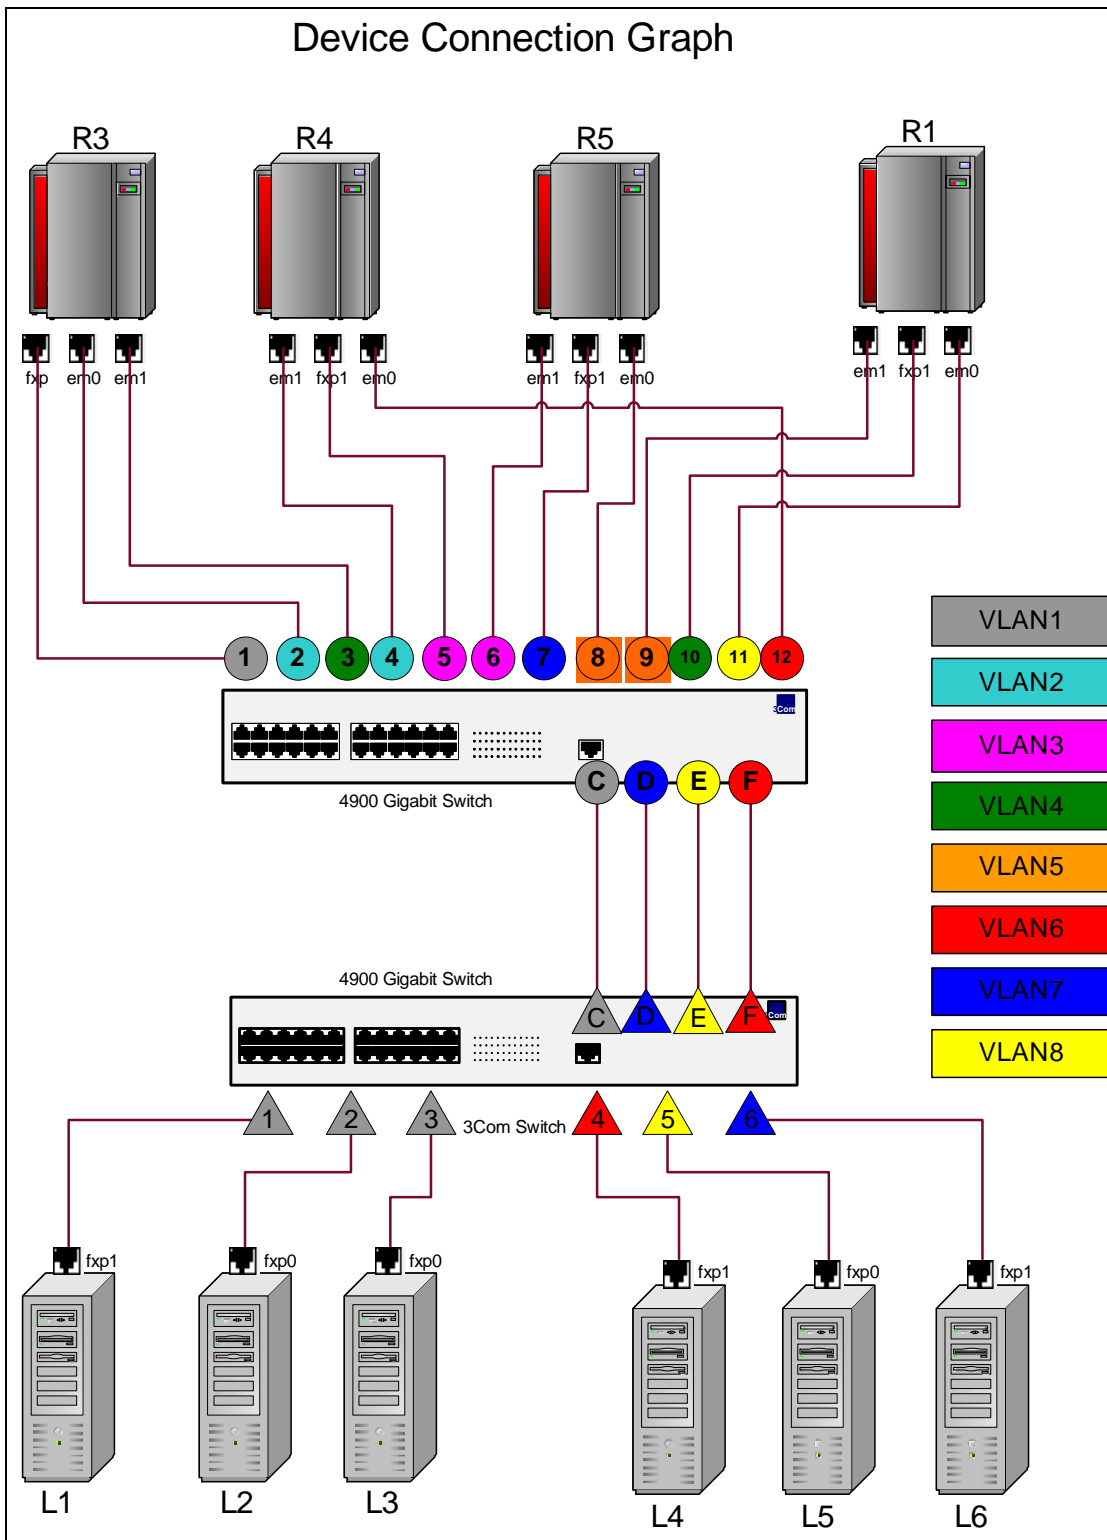 Device Connection Graph
R3
R4
R5
R1
fxp
em0
em1
em1
fxp1
em0
em1
fxp1
em0
em1
fxp1
em0
1
2
3
4
5
6
7
8
9
10
11
12
VLAN1
VLAN2
VLAN3
VLAN4
VLAN5
VLAN6
VLAN7
VLAN8
3Com
C
D
E
F
4900 Gigabit Switch
4900 Gigabit Switch
C
D
E
F
Com
1
2
3
3Com Switch
4
5
6
fxp1
fxp0
fxp0
fxp1
fxp0
fxp1
L1
L2
L3
L4
L5
L6